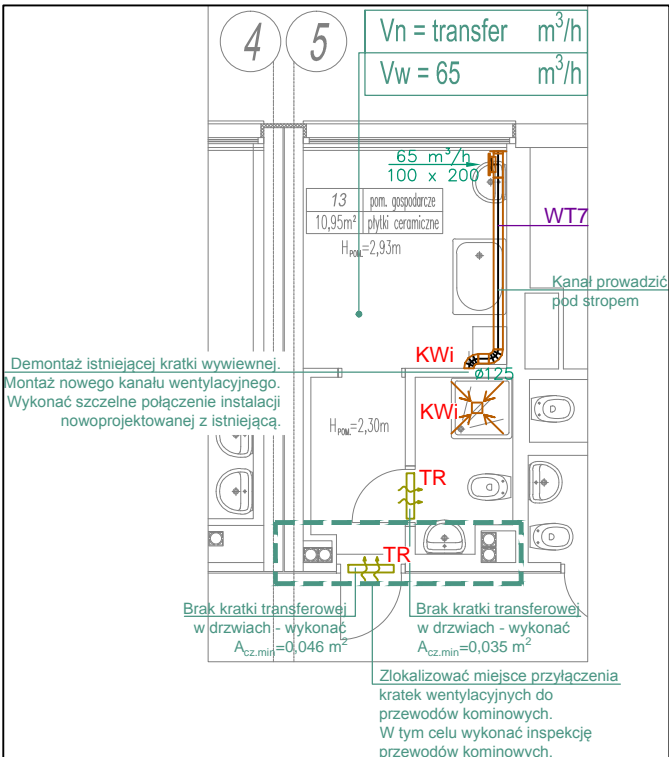 4 5
Vn = transfer m³/h
Vw = 65 m³/h
65 m³/h
100 x 200
WT7
13 pom. gospodarcze
10,95m² płytki ceramiczne
H POM.=2,93m
Kanał prowadzić
pod stropem
KWi
ø125
Demontaż istniejącej kratki wywiewnej.
Montaż nowego kanału wentylacyjnego.
Wykonać szczelne połączenie instalacji
nowoprojektowanej z istniejącą.
KWi
H POM.=2,30m
TR
TR
Brak kratki transferowej
w drzwiach - wykonać
A cz.min=0,046 m²
Brak kratki transferowej
w drzwiach - wykonać
A cz.min=0,035 m²
Zlokalizować miejsce przyłączenia
kratek wentylacyjnych do
przewodów kominowych.
W tym celu wykonać inspekcję
przewodów kominowych.